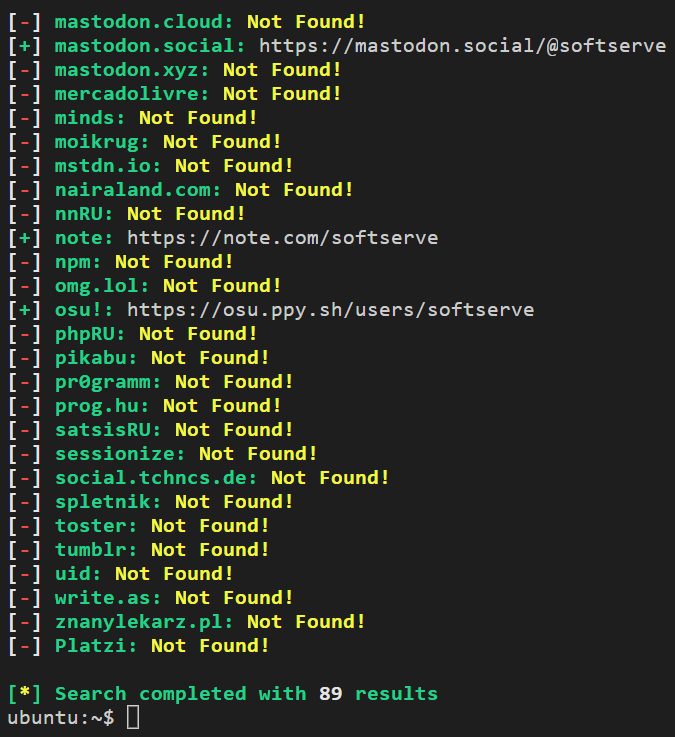 [-] mastodon.cloud: Not Found!
[+] mastodon.social: https://mastodon.social/@softserve
[-] mastodon.xyz: Not Found!
[-] mercadolivre: Not Found!
[-] minds: Not Found!
[-] moikrug: Not Found!
[-] mstdn.io: Not Found!
[-] nairaland.com: Not Found!
[-] nnRU: Not Found!
[+] note: https://note.com/softserve
[-] npm: Not Found!
[-] omg.lol: Not Found!
[+] osu!: https://osu.ppy.sh/users/softserve
[-] phpRU: Not Found!
[-] pikabu: Not Found!
[-] pr0gramm: Not Found!
[-] prog.hu: Not Found!
[-] satsisRU: Not Found!
[-] sessionize: Not Found!
[-] social.tchncs.de: Not Found!
[-] spletnik: Not Found!
[-] toster: Not Found!
[-] tumblr: Not Found!
[-] uid: Not Found!
[-] write.as: Not Found!
[-] znanylekarz.pl: Not Found!
[-] Platzi: Not Found!
[*] Search completed with 89 results
ubuntu:~$